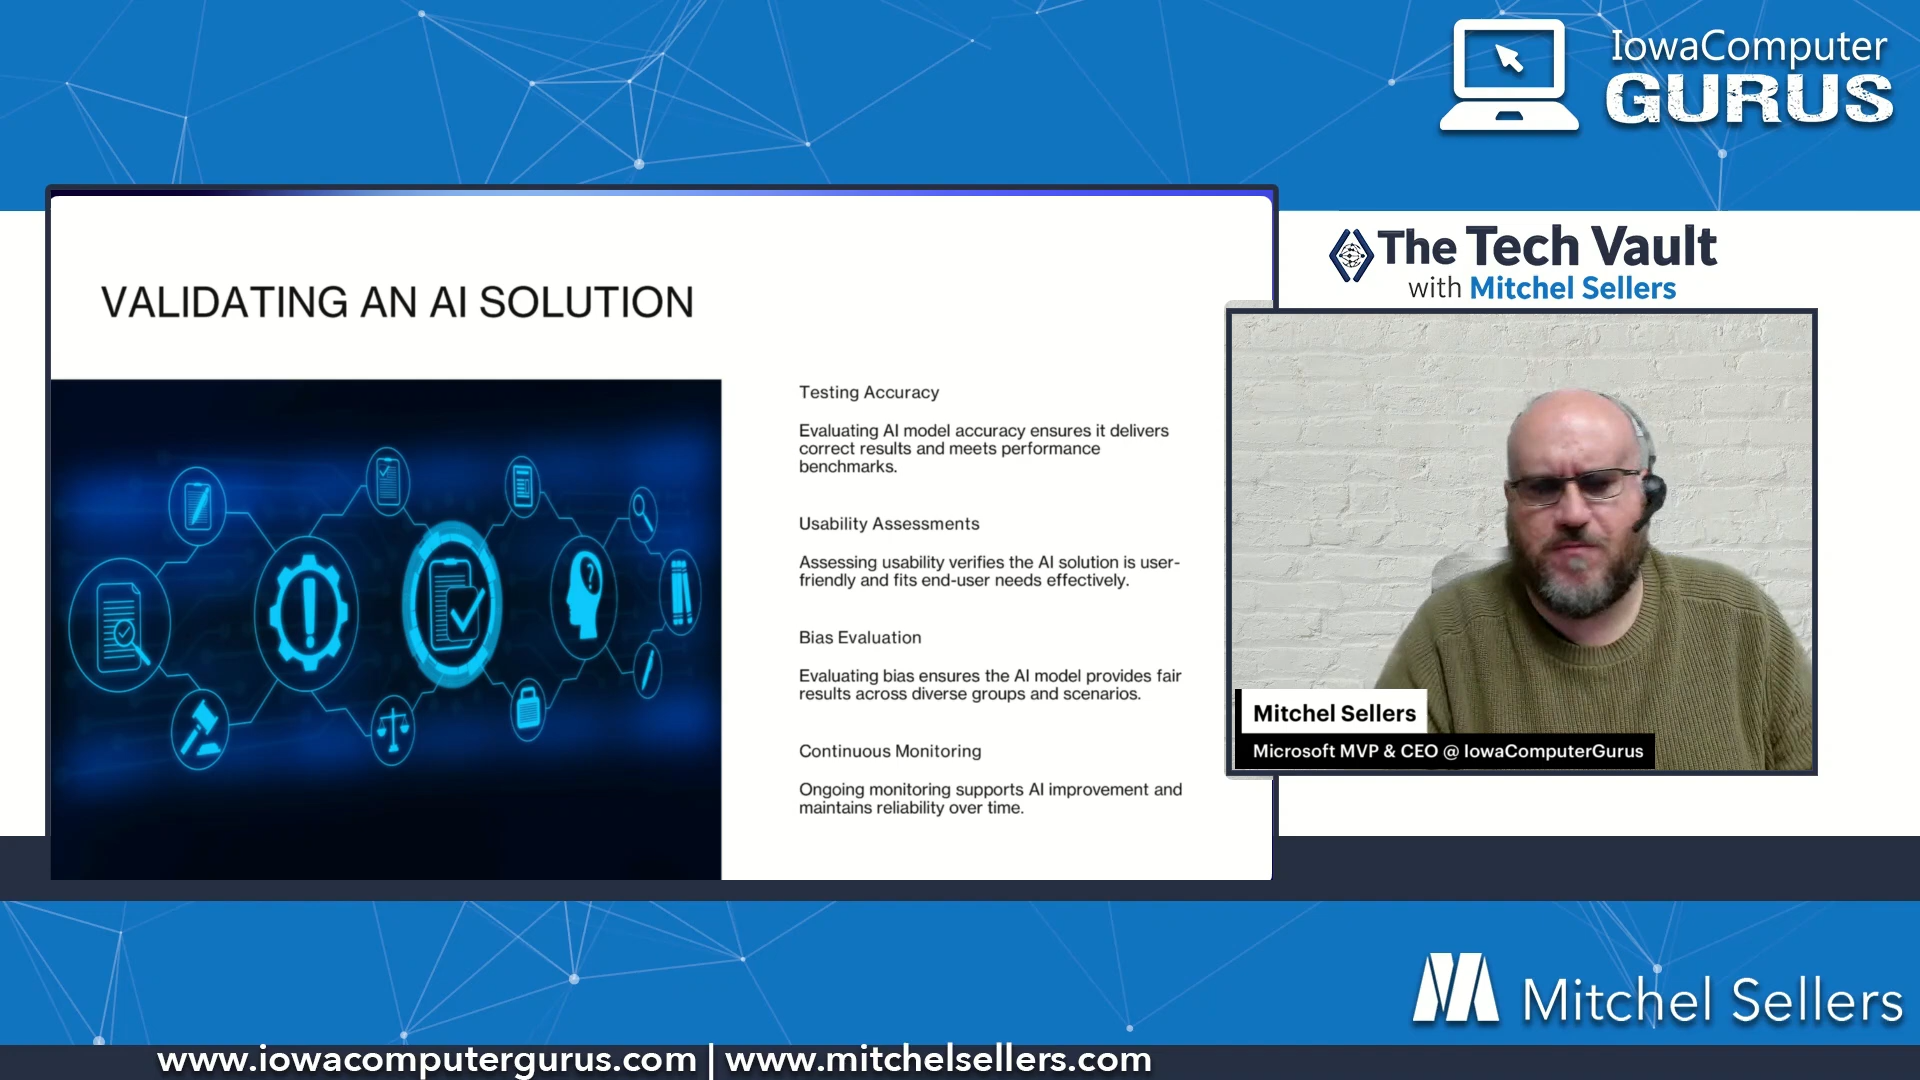 IowaComputer
GURUS
The Tech Vault
with Mitchel Sellers
VALIDATING AN AI SOLUTION
Testing Accuracy
Evaluating AI model accuracy ensures it delivers
correct results and meets performance
benchmarks.
Usability Assessments
Assessing usability verifies the AI solution is user-
friendly and fits end-user needs effectively.
Bias Evaluation
Evaluating bias ensures the AI model provides fair
results across diverse groups and scenarios.
Continuous Monitoring
Ongoing monitoring supports AI improvement and
maintains reliability over time.
Mitchel Sellers
Microsoft MVP & CEO @ IowaComputerGurus
Mitchel Sellers
www.iowacomputergurus.com | www.mitchelsellers.com